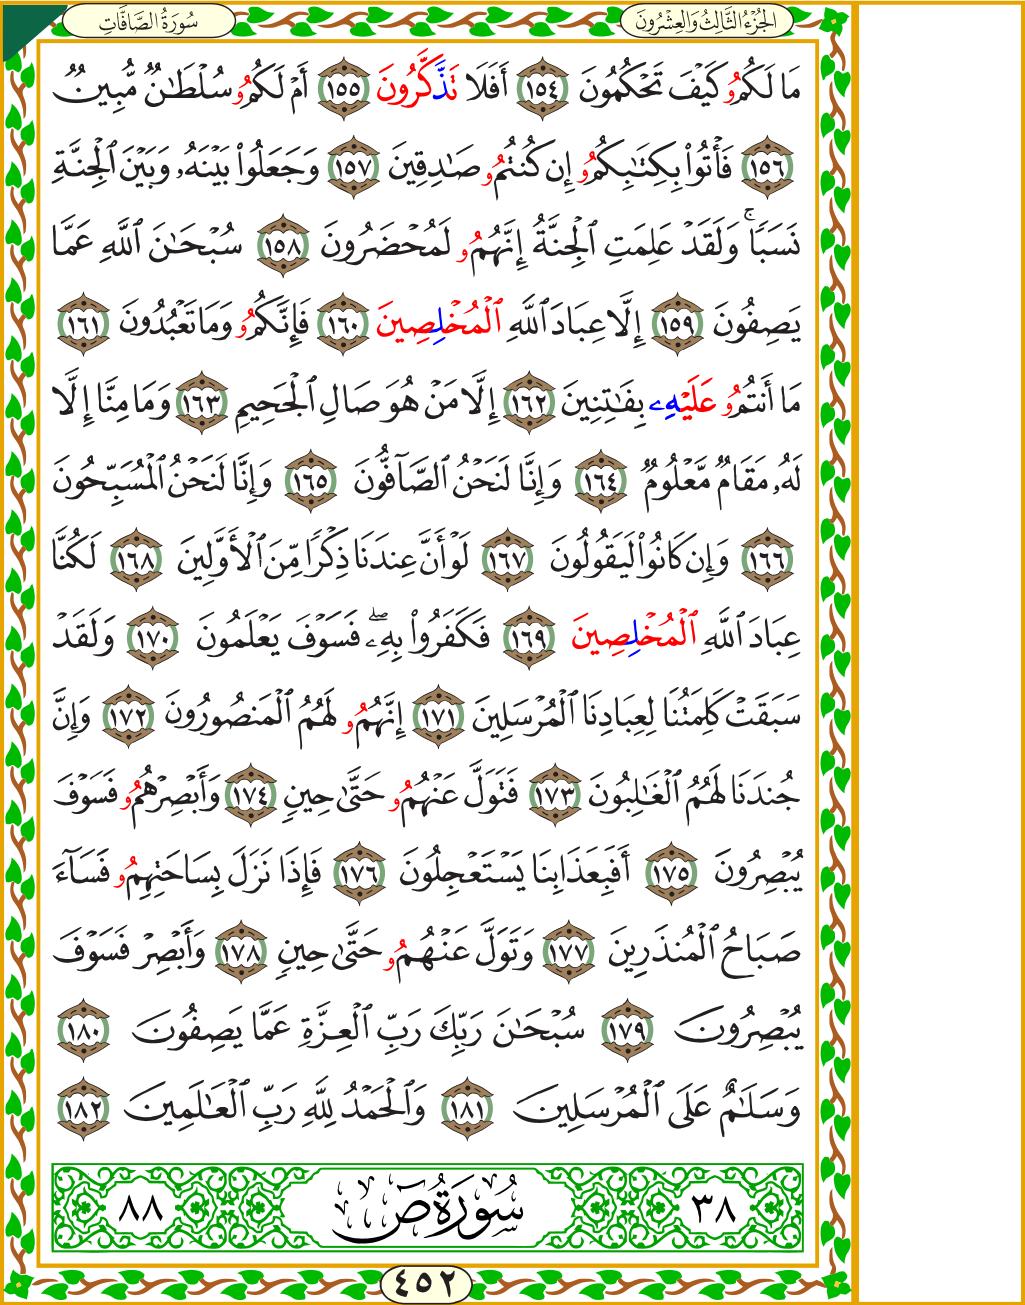 الجُزْءُ الثَّالِثُ وَالعِشْرُونَ
سُورَةُ الصَّافَّاتِ
مَا لَكُمُۥ كَيْفَ تَحْكُمُونَ ١٥٤ أَفَلَا تَذَّكَّرُونَ ١٥٥ أَمْ لَكُمُۥ سُلْطَٰنٌ مُّبِينٌ
١٥٦ فَأْتُوا۟ بِكِتَٰبِكُمُۥ إِن كُنتُمُۥ صَٰدِقِينَ ١٥٧ وَجَعَلُوا۟ بَيْنَهُۥ وَبَيْنَ ٱلْجِنَّةِ
نَسَبًا ۚ وَلَقَدْ عَلِمَتِ ٱلْجِنَّةُ إِنَّهُمُۥ لَمُحْضَرُونَ ١٥٨ سُبْحَٰنَ ٱللَّهِ عَمَّا
يَصِفُونَ ١٥٩ إِلَّا عِبَادَ ٱللَّهِ ٱلْمُخْلِصِينَ ١٦٠ فَإِنَّكُمُۥ وَمَا تَعْبُدُونَ ١٦١
مَا أَنتُمُۥ عَلَيْهِۦ بِفَٰتِنِينَ ١٦٢ إِلَّا مَنْ هُوَ صَالِ ٱلْجَحِيمِ ١٦٣ وَمَا مِنَّا إِلَّا
لَهُۥ مَقَامٌ مَّعْلُومٌ ١٦٤ وَإِنَّا لَنَحْنُ ٱلصَّآفُّونَ ١٦٥ وَإِنَّا لَنَحْنُ ٱلْمُسَبِّحُونَ
١٦٦ وَإِن كَانُوا۟ لَيَقُولُونَ ١٦٧ لَوْ أَنَّ عِندَنَا ذِكْرًا مِّنَ ٱلْأَوَّلِينَ ١٦٨ لَكُنَّا
عِبَادَ ٱللَّهِ ٱلْمُخْلِصِينَ ١٦٩ فَكَفَرُوا۟ بِهِۦ ۖ فَسَوْفَ يَعْلَمُونَ ١٧٠ وَلَقَدْ
سَبَقَتْ كَلِمَتُنَا لِعِبَادِنَا ٱلْمُرْسَلِينَ ١٧١ إِنَّهُمُۥ لَهُمُ ٱلْمَنصُورُونَ ١٧٢ وَإِنَّ
جُندَنَا لَهُمُ ٱلْغَٰلِبُونَ ١٧٣ فَتَوَلَّ عَنْهُمُۥ حَتَّىٰ حِينٍ ١٧٤ وَأَبْصِرْهُمُۥ فَسَوْفَ
يُبْصِرُونَ ١٧٥ أَفَبِعَذَابِنَا يَسْتَعْجِلُونَ ١٧٦ فَإِذَا نَزَلَ بِسَاحَتِهِمُۥ فَسَآءَ
صَبَاحُ ٱلْمُنذَرِينَ ١٧٧ وَتَوَلَّ عَنْهُمُۥ حَتَّىٰ حِينٍ ١٧٨ وَأَبْصِرْ فَسَوْفَ
يُبْصِرُونَ ١٧٩ سُبْحَٰنَ رَبِّكَ رَبِّ ٱلْعِزَّةِ عَمَّا يَصِفُونَ ١٨٠
وَسَلَٰمٌ عَلَى ٱلْمُرْسَلِينَ ١٨١ وَٱلْحَمْدُ لِلَّهِ رَبِّ ٱلْعَٰلَمِينَ ١٨٢
٣٨ سُورَةُ صٓ ٨٨
٤٥٢